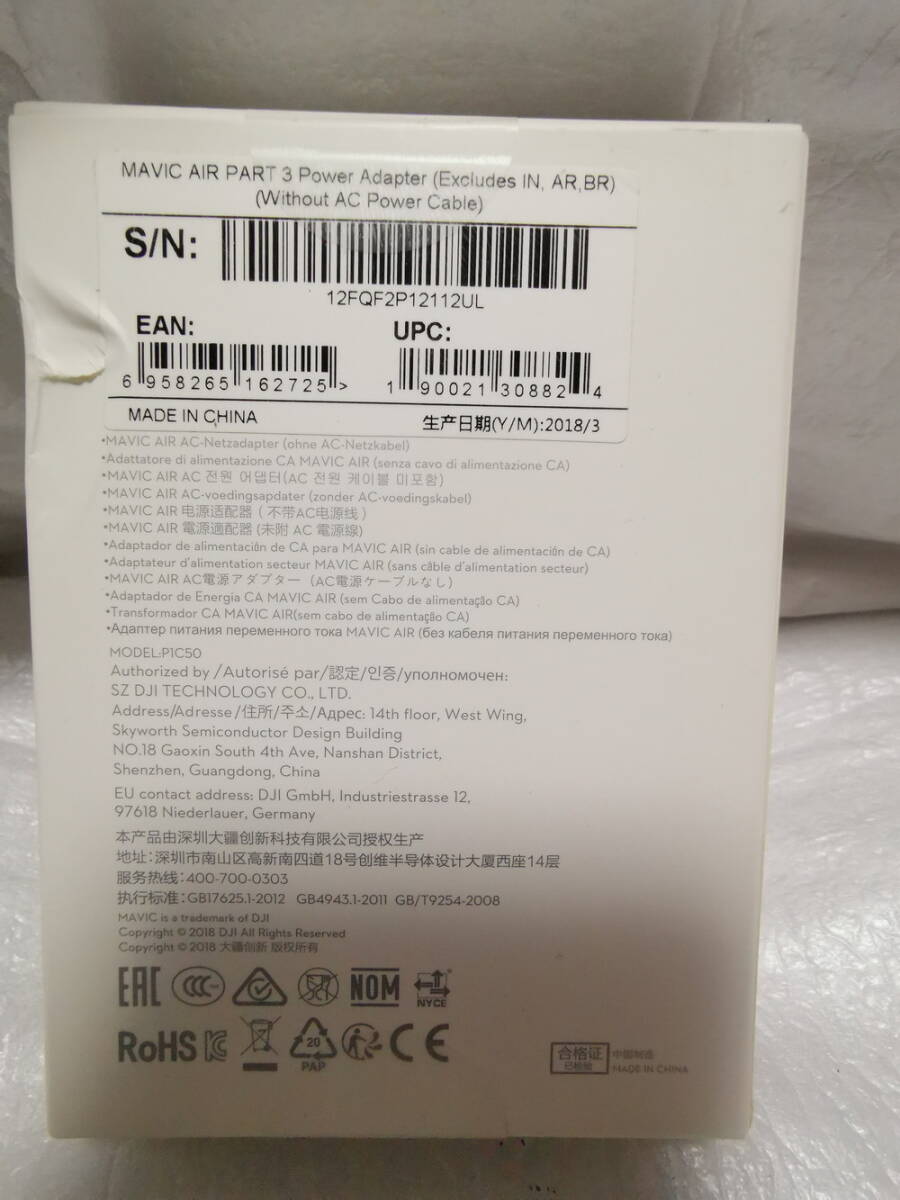 MAVIC AIR PART 3 Power Adapter (Excludes IN, AR,BR)
(Without AC Power Cable)
S/N:
12FQF2P12112UL
EAN: UPC:
6 958265 162725 > 1 90021 30882 4
MADE IN CHINA 生产日期(Y/M):2018/3
•MAVIC AIR AC-Netzadapter (ohne AC-Netzkabel)
•Adattatore di alimentazione CA MAVIC AIR (senza cavo di alimentazione CA)
•MAVIC AIR AC 전원 어댑터(AC 전원 케이블 미포함)
•MAVIC AIR AC-voedingsapdater (zonder AC-voedingskabel)
•MAVIC AIR 电源适配器 ( 不带AC电源线 )
•MAVIC AIR 電源適配器 (未附 AC 電源線)
•Adaptador de alimentación de CA para MAVIC AIR (sin cable de alimentación de CA)
•Adaptateur d'alimentation secteur MAVIC AIR (sans câble d'alimentation secteur)
•MAVIC AIR AC電源アダプター（AC電源ケーブルなし）
•Adaptador de Energia CA MAVIC AIR (sem Cabo de alimentação CA)
•Transformador CA MAVIC AIR(sem cabo de alimentação CA)
•Адаптер питания переменного тока MAVIC AIR (без кабеля питания переменного тока)
MODEL:P1C50
Authorized by /Autorisé par/認定/인증/уполномочен:
SZ DJI TECHNOLOGY CO., LTD.
Address/Adresse /住所/주소/Адрес: 14th floor, West Wing,
Skyworth Semiconductor Design Building
NO.18 Gaoxin South 4th Ave, Nanshan District,
Shenzhen, Guangdong, China
EU contact address: DJI GmbH, Industriestrasse 12,
97618 Niederlauer, Germany
本产品由深圳大疆创新科技有限公司授权生产
地址：深圳市南山区高新南四道18号创维半导体设计大厦西座14层
服务热线：400-700-0303
执行标准：GB17625.1-2012 GB4943.1-2011 GB/T9254-2008
MAVIC is a trademark of DJI
Copyright © 2018 DJI All Rights Reserved
Copyright © 2018 大疆创新 版权所有
EAC CCC NOM NYCE
RoHS 20 PAP CE
合格证 中国制造
已检验 MADE IN CHINA